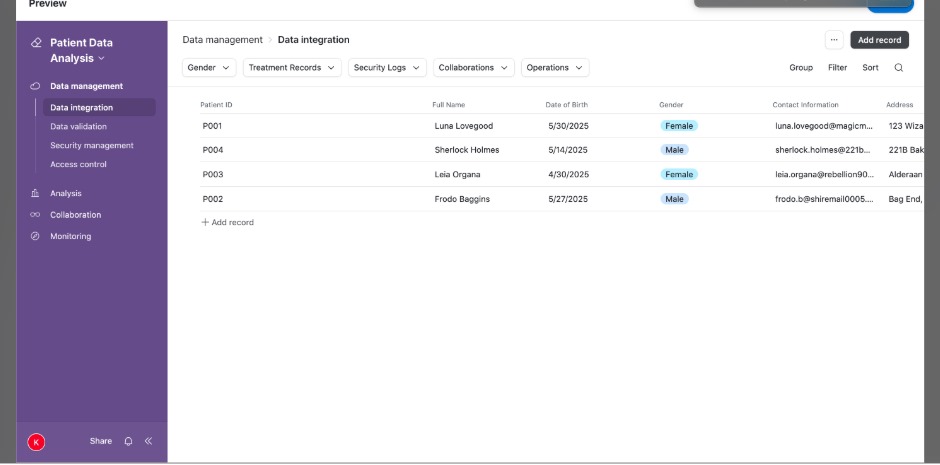 Preview
Patient Data
Analysis
Data management
Data integration
Data validation
Security management
Access control
Analysis
Collaboration
Monitoring
K
Share
Data management > Data integration
... Add record
Gender Treatment Records Security Logs Collaborations Operations
Group Filter Sort
Patient ID Full Name Date of Birth Gender Contact Information Address
P001 Luna Lovegood 5/30/2025 Female luna.lovegood@magicm... 123 Wiza
P004 Sherlock Holmes 5/14/2025 Male sherlock.holmes@221b... 221B Bak
P003 Leia Organa 4/30/2025 Female leia.organa@rebellion90... Alderaan
P002 Frodo Baggins 5/27/2025 Male frodo.b@shiremail0005.... Bag End,
+ Add record